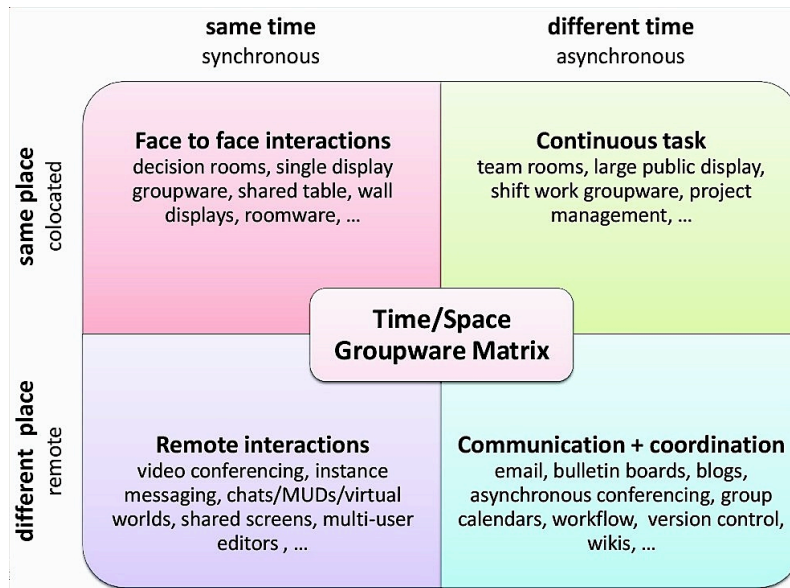 same time
synchronous
different time
asynchronous
same place
colocated
Face to face interactions
decision rooms, single display
groupware, shared table, wall
displays, roomware, ...
Continuous task
team rooms, large public display,
shift work groupware, project
management, ...
Time/Space
Groupware Matrix
different place
remote
Remote interactions
video conferencing, instance
messaging, chats/MUDs/virtual
worlds, shared screens, multi-user
editors , ...
Communication + coordination
email, bulletin boards, blogs,
asynchronous conferencing, group
calendars, workflow, version control,
wikis, ...